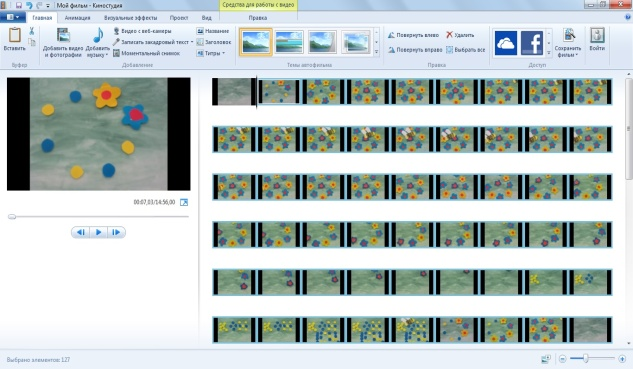 Мой фильм - Киностудия
Средства для работы с видео
Главная Анимация Визуальные эффекты Проект Вид Правка
Вставить
Буфер
Добавить видео и фотографии
Добавить музыку
Видео с веб-камеры
Записать закадровый текст
Моментальный снимок
Название
Заголовок
Титры
Добавление
Темы автофильма
Повернуть влево
Повернуть вправо
Удалить
Выбрать все
Правка
Доступ
Сохранить фильм
Войти
00:07,03/14:56,00
Выбрано элементов: 127